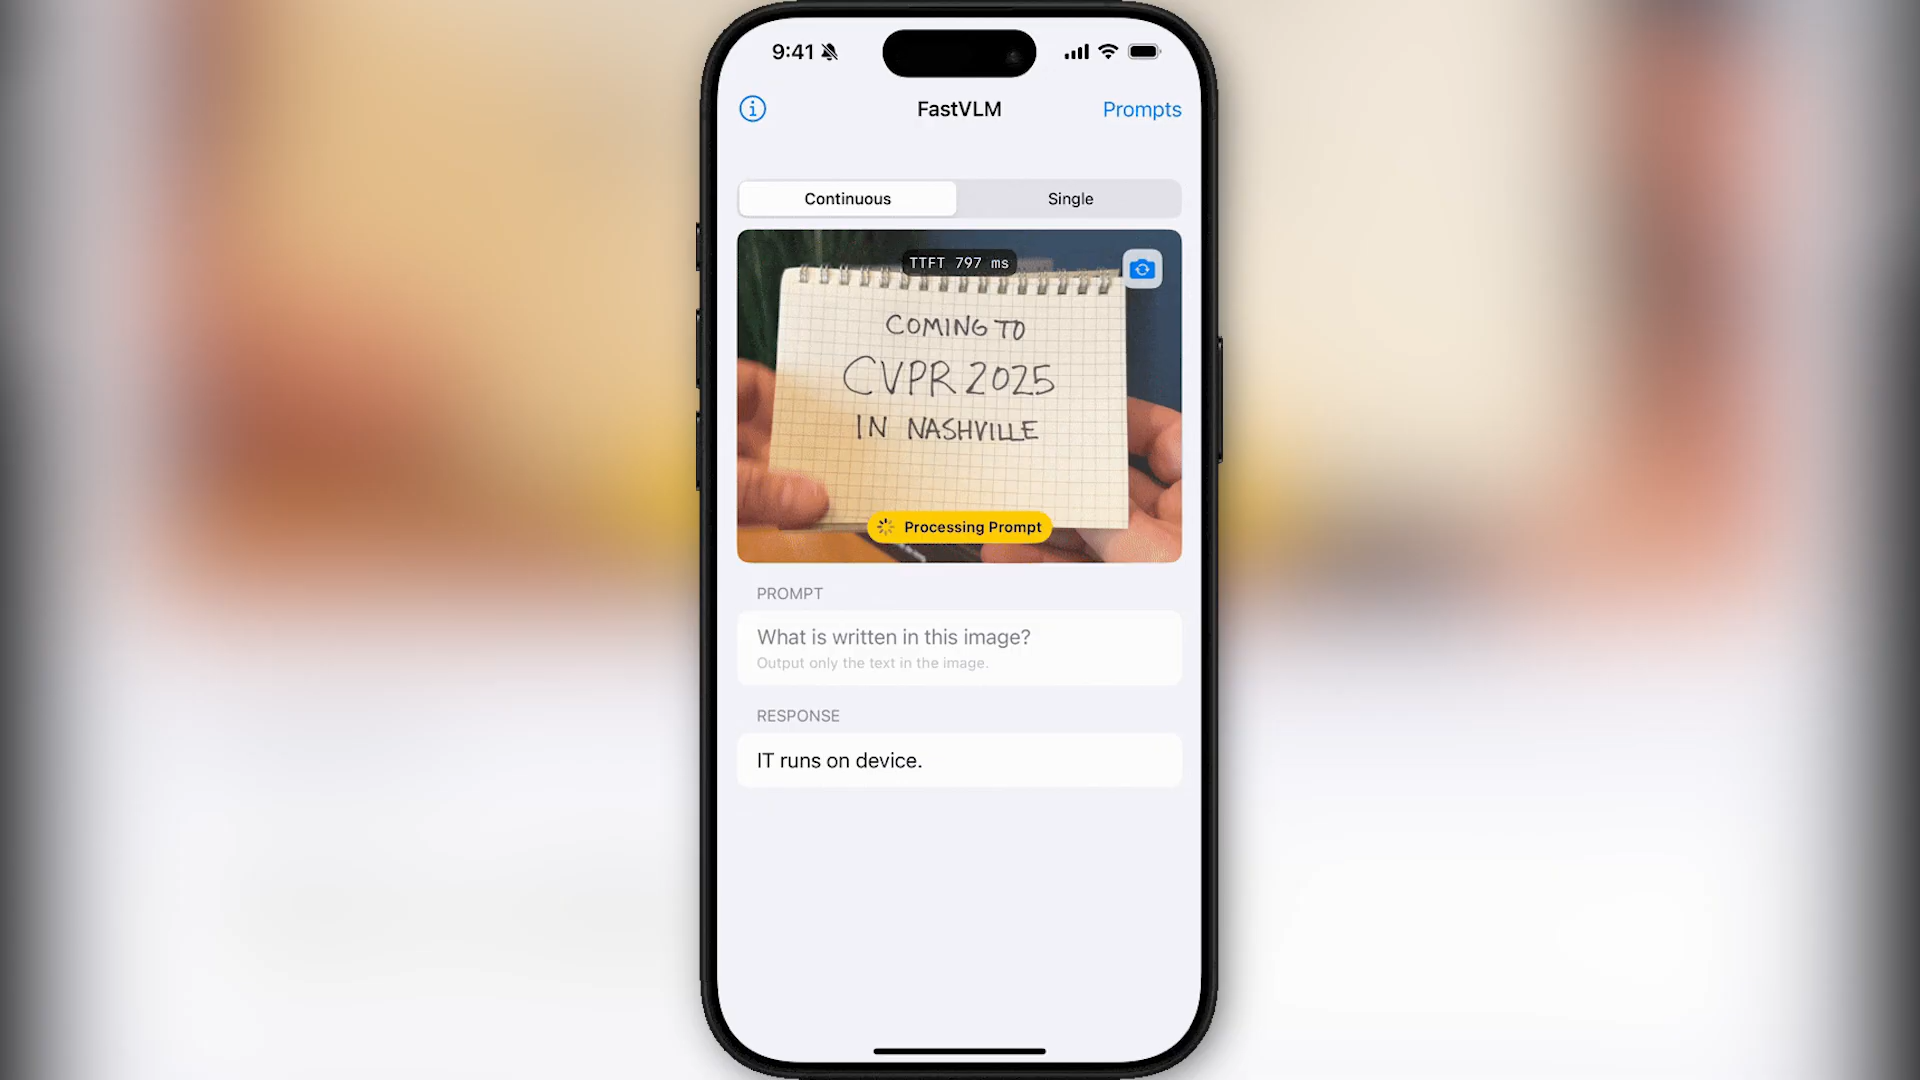 9:41
FastVLM
Prompts
Continuous
Single
TTFT 797 ms
COMING TO
CVPR 2025
IN NASHVILLE
Processing Prompt
PROMPT
What is written in this image?
Output only the text in the image.
RESPONSE
IT runs on device.